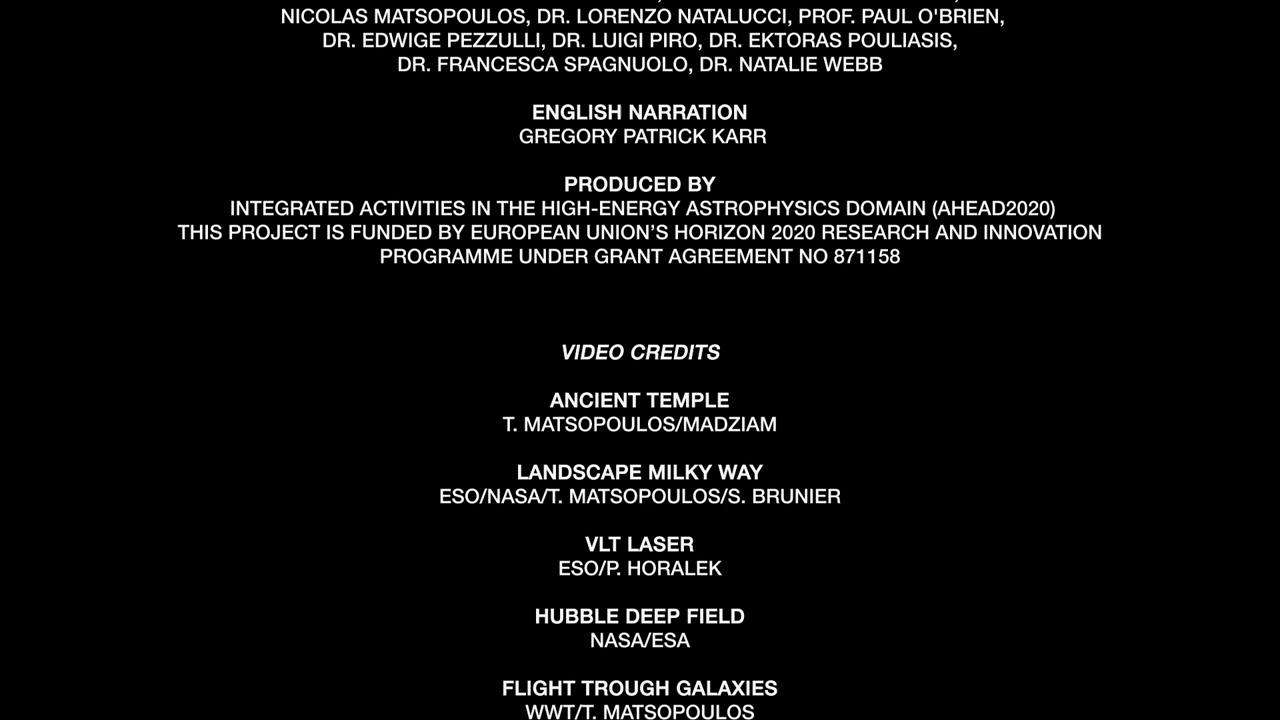 NICOLAS MATSOPOULOS, DR. LORENZO NATALUCCI, PROF. PAUL O'BRIEN,
DR. EDWIGE PEZZULLI, DR. LUIGI PIRO, DR. EKTORAS POULIASIS,
DR. FRANCESCA SPAGNUOLO, DR. NATALIE WEBB
ENGLISH NARRATION
GREGORY PATRICK KARR
PRODUCED BY
INTEGRATED ACTIVITIES IN THE HIGH-ENERGY ASTROPHYSICS DOMAIN (AHEAD2020)
THIS PROJECT IS FUNDED BY EUROPEAN UNION’S HORIZON 2020 RESEARCH AND INNOVATION
PROGRAMME UNDER GRANT AGREEMENT NO 871158
VIDEO CREDITS
ANCIENT TEMPLE
T. MATSOPOULOS/MADZIAM
LANDSCAPE MILKY WAY
ESO/NASA/T. MATSOPOULOS/S. BRUNIER
VLT LASER
ESO/P. HORALEK
HUBBLE DEEP FIELD
NASA/ESA
FLIGHT TROUGH GALAXIES
WWT/T. MATSOPOULOS